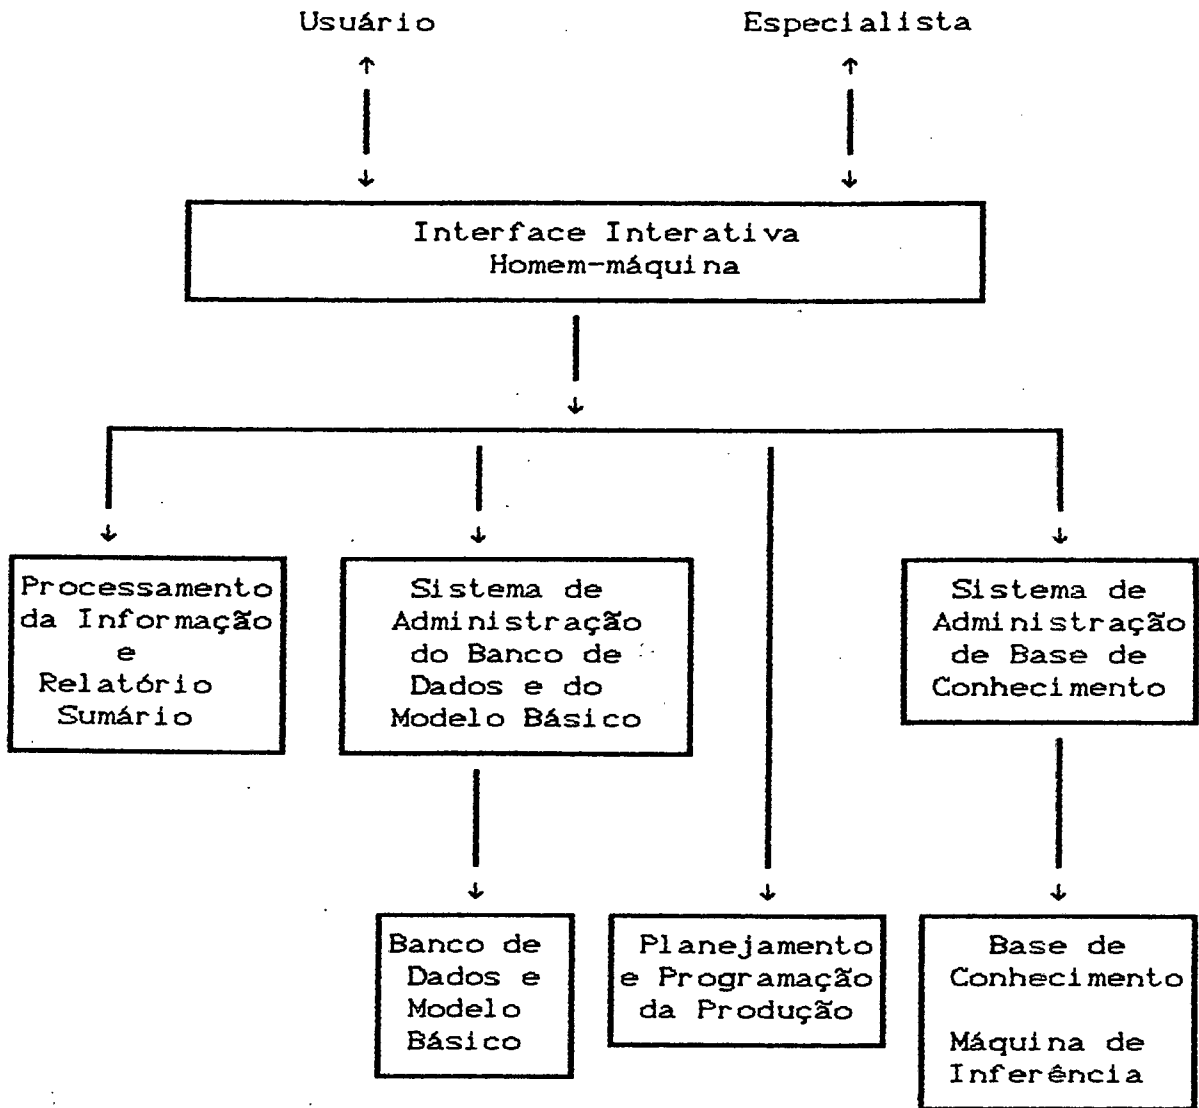 Usuário
Especialista
Interface Interativa
Homem-máquina
Processamento
da Informação
e
Relatório
Sumário
Sistema de
Administração
do Banco de
Dados e do
Modelo Básico
Sistema de
Administração
de Base de
Conhecimento
Banco de
Dados e
Modelo
Básico
Planejamento
e Programação
da Produção
Base de
Conhecimento
Máquina de
Inferência